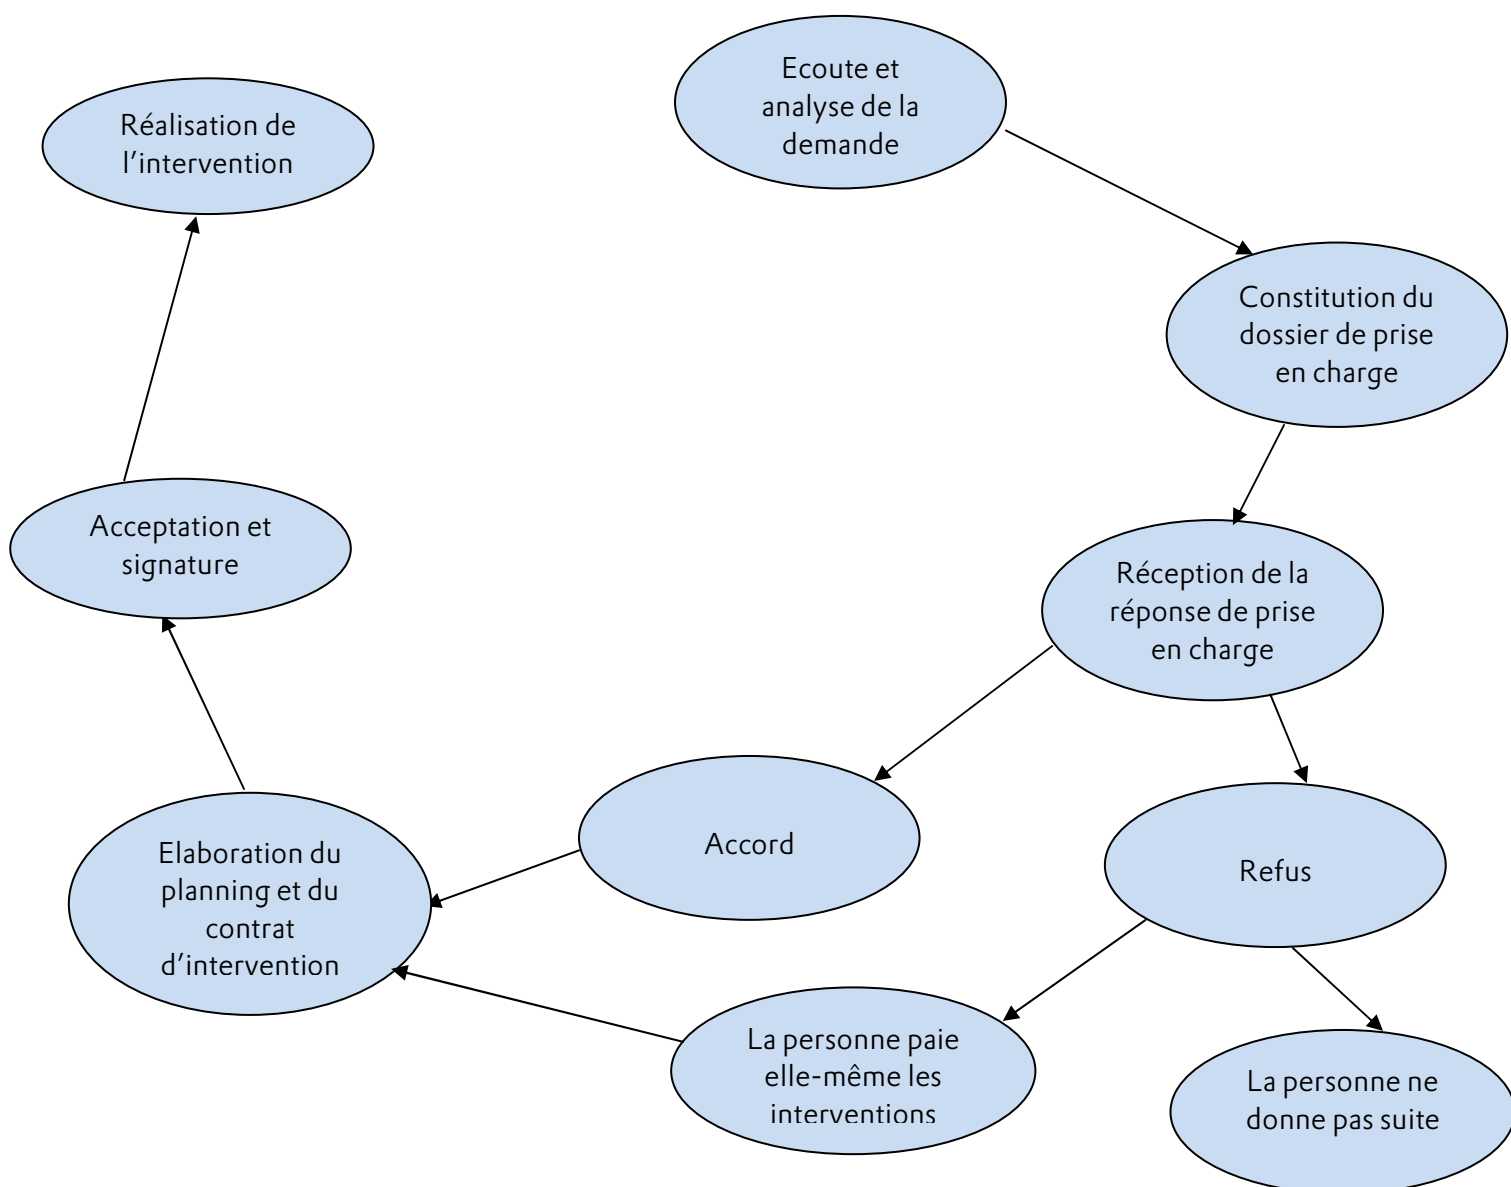 Ecoute et
analyse de la
demande
Réalisation de
l’intervention
Constitution du
dossier de prise
en charge
Acceptation et
signature
Réception de la
réponse de prise
en charge
Accord
Refus
Elaboration du
planning et du
contrat
d’intervention
La personne paie
elle-même les
interventions
La personne ne
donne pas suite